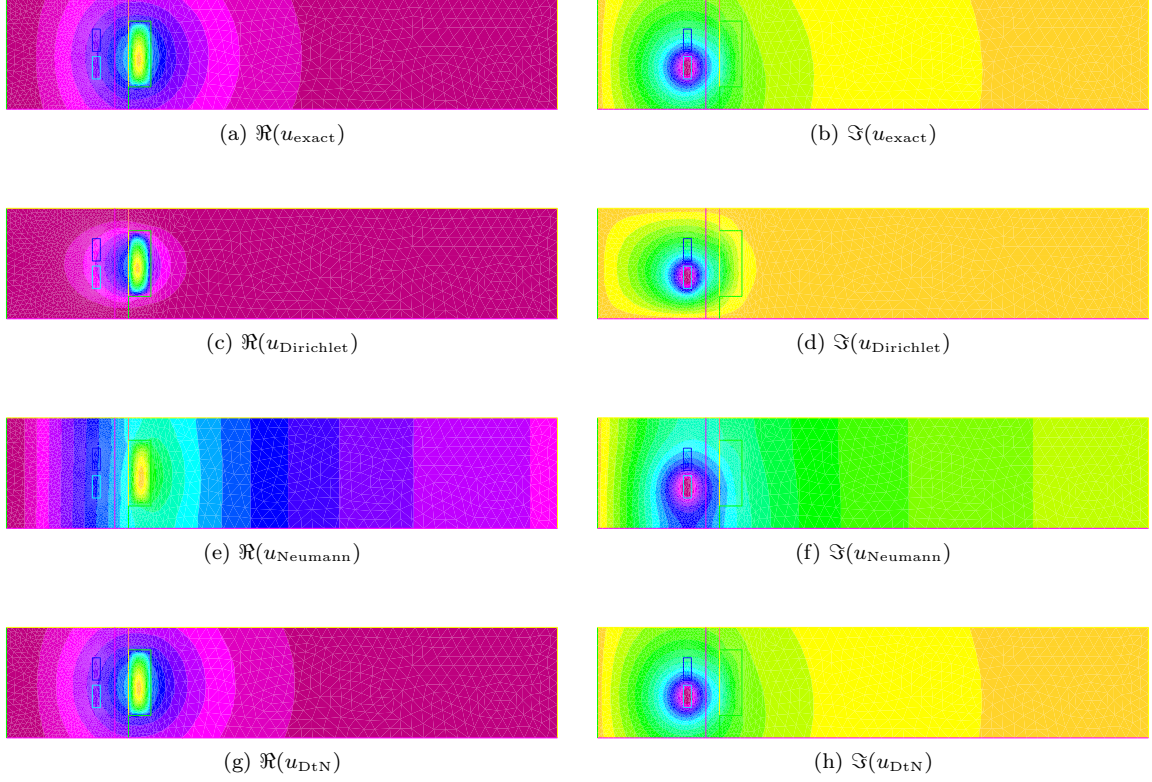 (a) ℜ(u_exact)
(b) ℑ(u_exact)
(c) ℜ(u_Dirichlet)
(d) ℑ(u_Dirichlet)
(e) ℜ(u_Neumann)
(f) ℑ(u_Neumann)
(g) ℜ(u_DtN)
(h) ℑ(u_DtN)